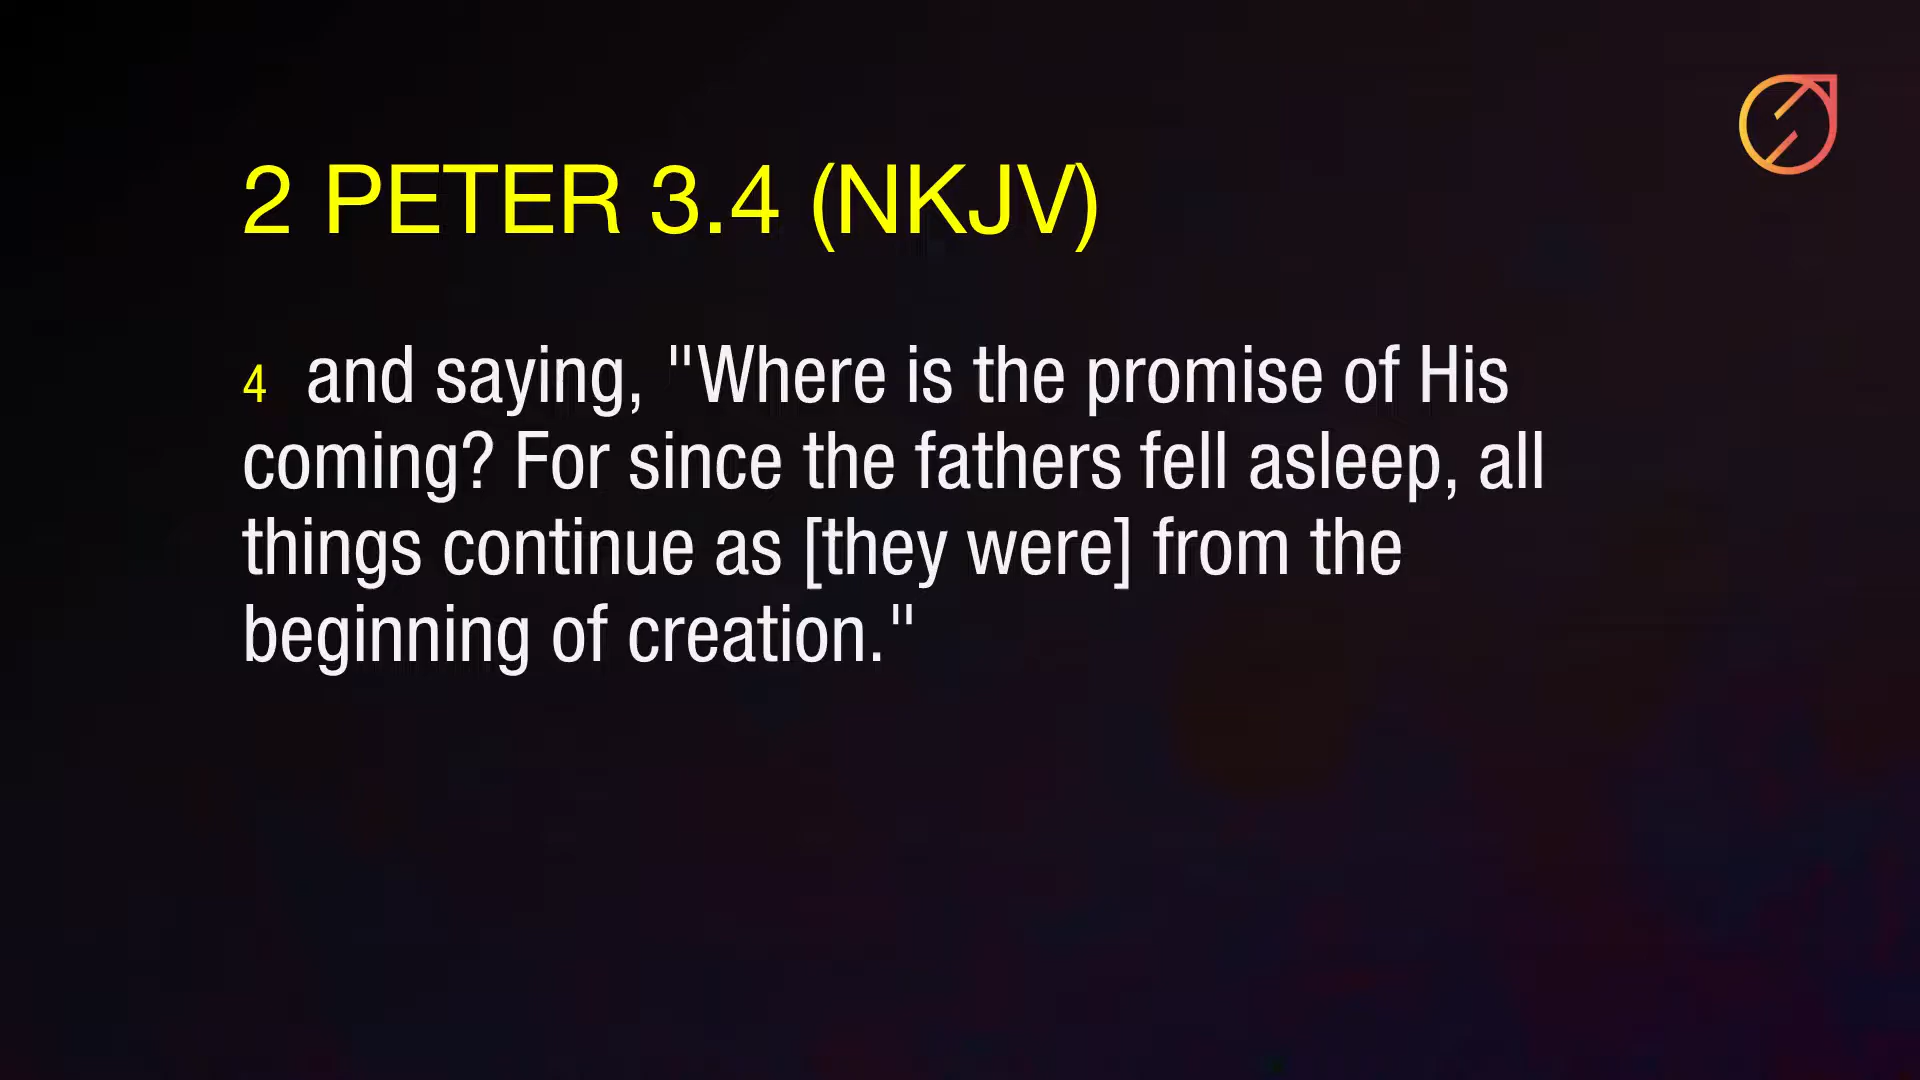 2 PETER 3.4 (NKJV)
4 and saying, "Where is the promise of His
coming? For since the fathers fell asleep, all
things continue as [they were] from the
beginning of creation."